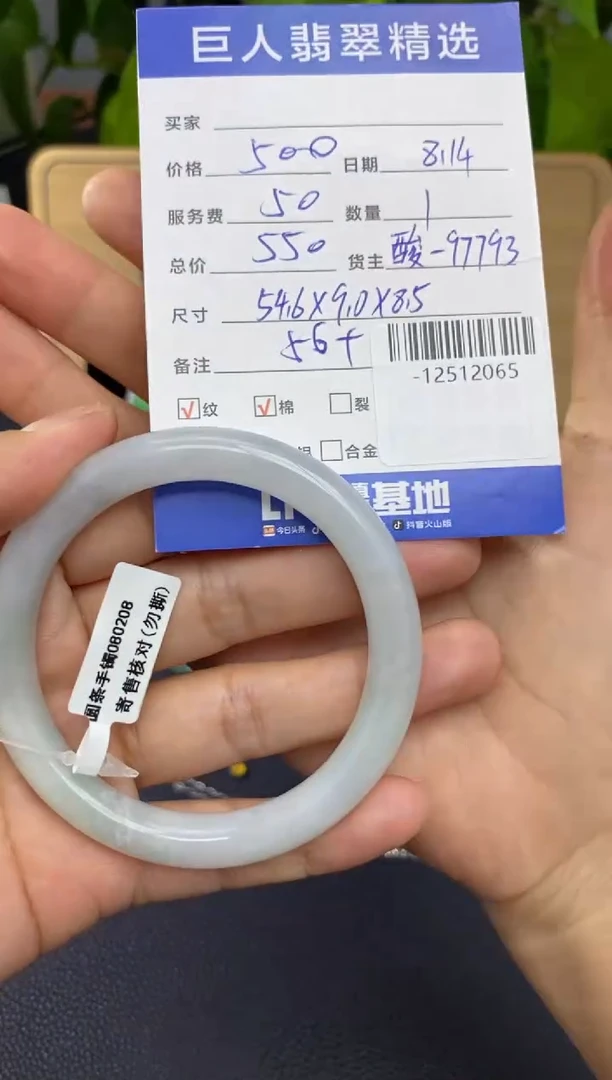 巨人翡翠精选
买家
价格 500 日期 8.14
服务费 50 数量 1
总价 550 货主 酸-97793
尺寸 54.6X9.0X8.5
备注 56+
-12512065
☑纹 ☑棉 □裂
□合金
基地
今日头条 抖音火山版
圆条手镯080208
寄售核对(勿撕)